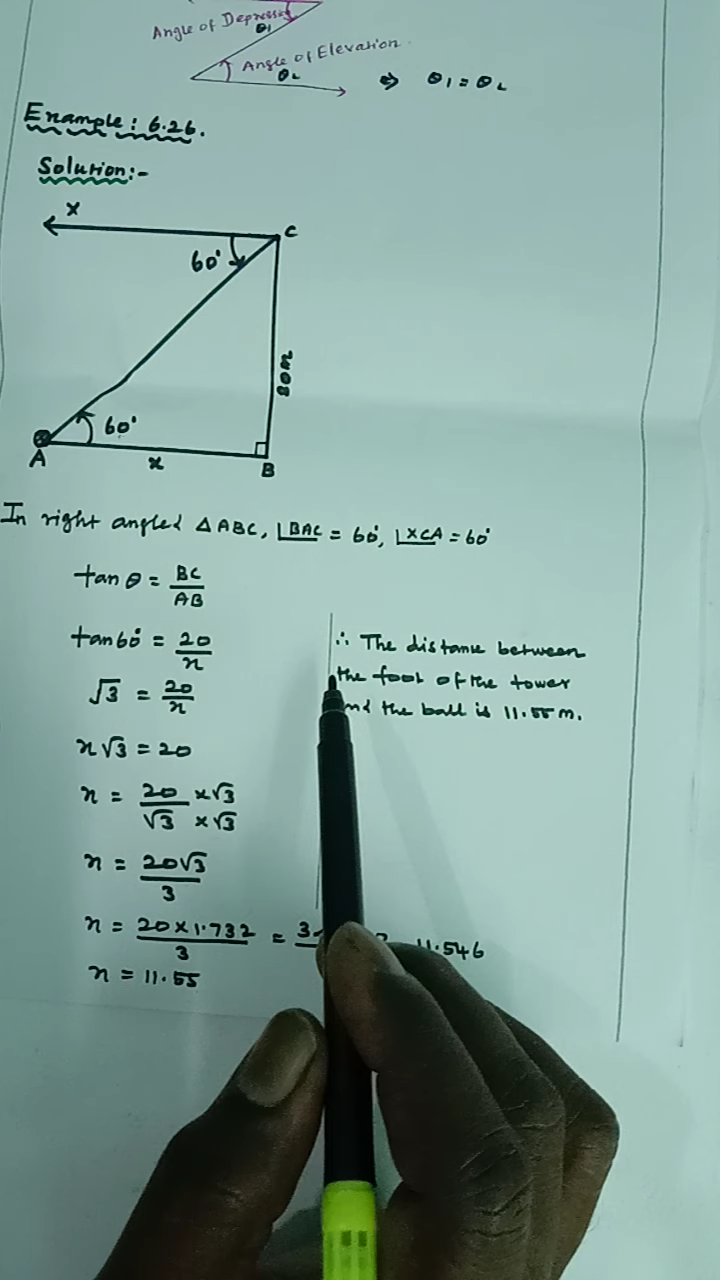 Angle of Depression
θ1
Angle of Elevation
θ2
⇒ θ1 = θ2
Example: 6.26.
Solution:-
x
C
60°
20m
60°
A
x
B
In right angled △ ABC, ∠BAC = 60°, ∠XCA = 60°
tan θ = BC/AB
tan 60° = 20/x
√3 = 20/x
x√3 = 20
x = 20/√3 × √3/√3
x = 20√3/3
x = 20×1.732/3 = 11.546
x = 11.55
∴ The distance between
the foot of the tower
and the ball is 11.55 m.